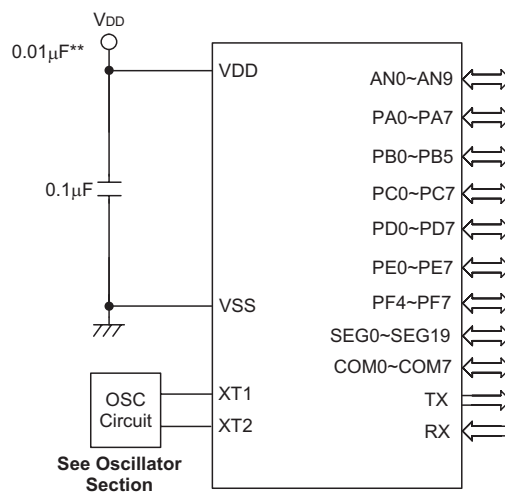 VDD
0.01μF**
VDD
0.1μF
VSS
OSC
Circuit
XT1
XT2
See Oscillator
Section
AN0~AN9
PA0~PA7
PB0~PB5
PC0~PC7
PD0~PD7
PE0~PE7
PF4~PF7
SEG0~SEG19
COM0~COM7
TX
RX